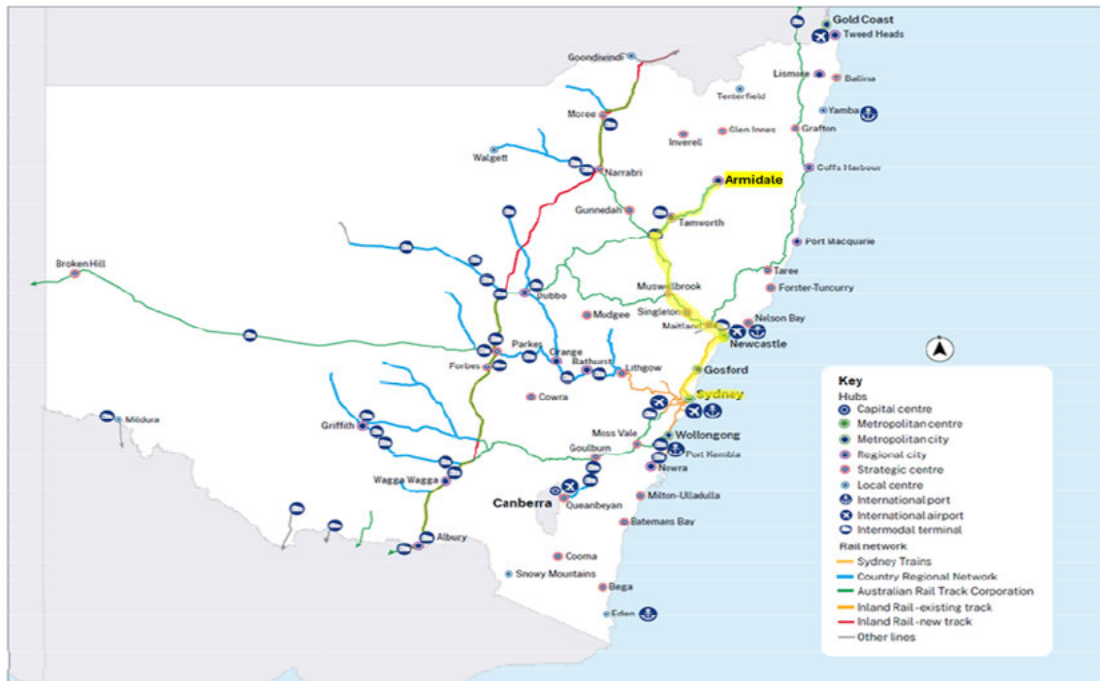 Gold Coast
Tweed Heads
Goondiwindi
Lismore
Ballina
Tenterfield
Yamba
Moree
Inverell
Glen Innes
Grafton
Walgett
Narrabri
Coffs Harbour
Armidale
Gunnedah
Tamworth
Port Macquarie
Broken Hill
Taree
Muswellbrook
Forster-Tuncurry
Dubbo
Singleton
Mudgee
Maitland
Nelson Bay
Newcastle
Parkes
Orange
Bathurst
Lithgow
Forbes
Gosford
Cowra
Sydney
Mildura
Griffith
Moss Vale
Wollongong
Goulburn
Port Kembla
Nowra
Wagga Wagga
Canberra
Queanbeyan
Milton-Ulladulla
Batemans Bay
Albury
Cooma
Snowy Mountains
Bega
Eden
Key
Hubs
Capital centre
Metropolitan centre
Metropolitan city
Regional city
Strategic centre
Local centre
International port
International airport
Intermodal terminal
Rail network
Sydney Trains
Country Regional Network
Australian Rail Track Corporation
Inland Rail -existing track
Inland Rail -new track
Other lines